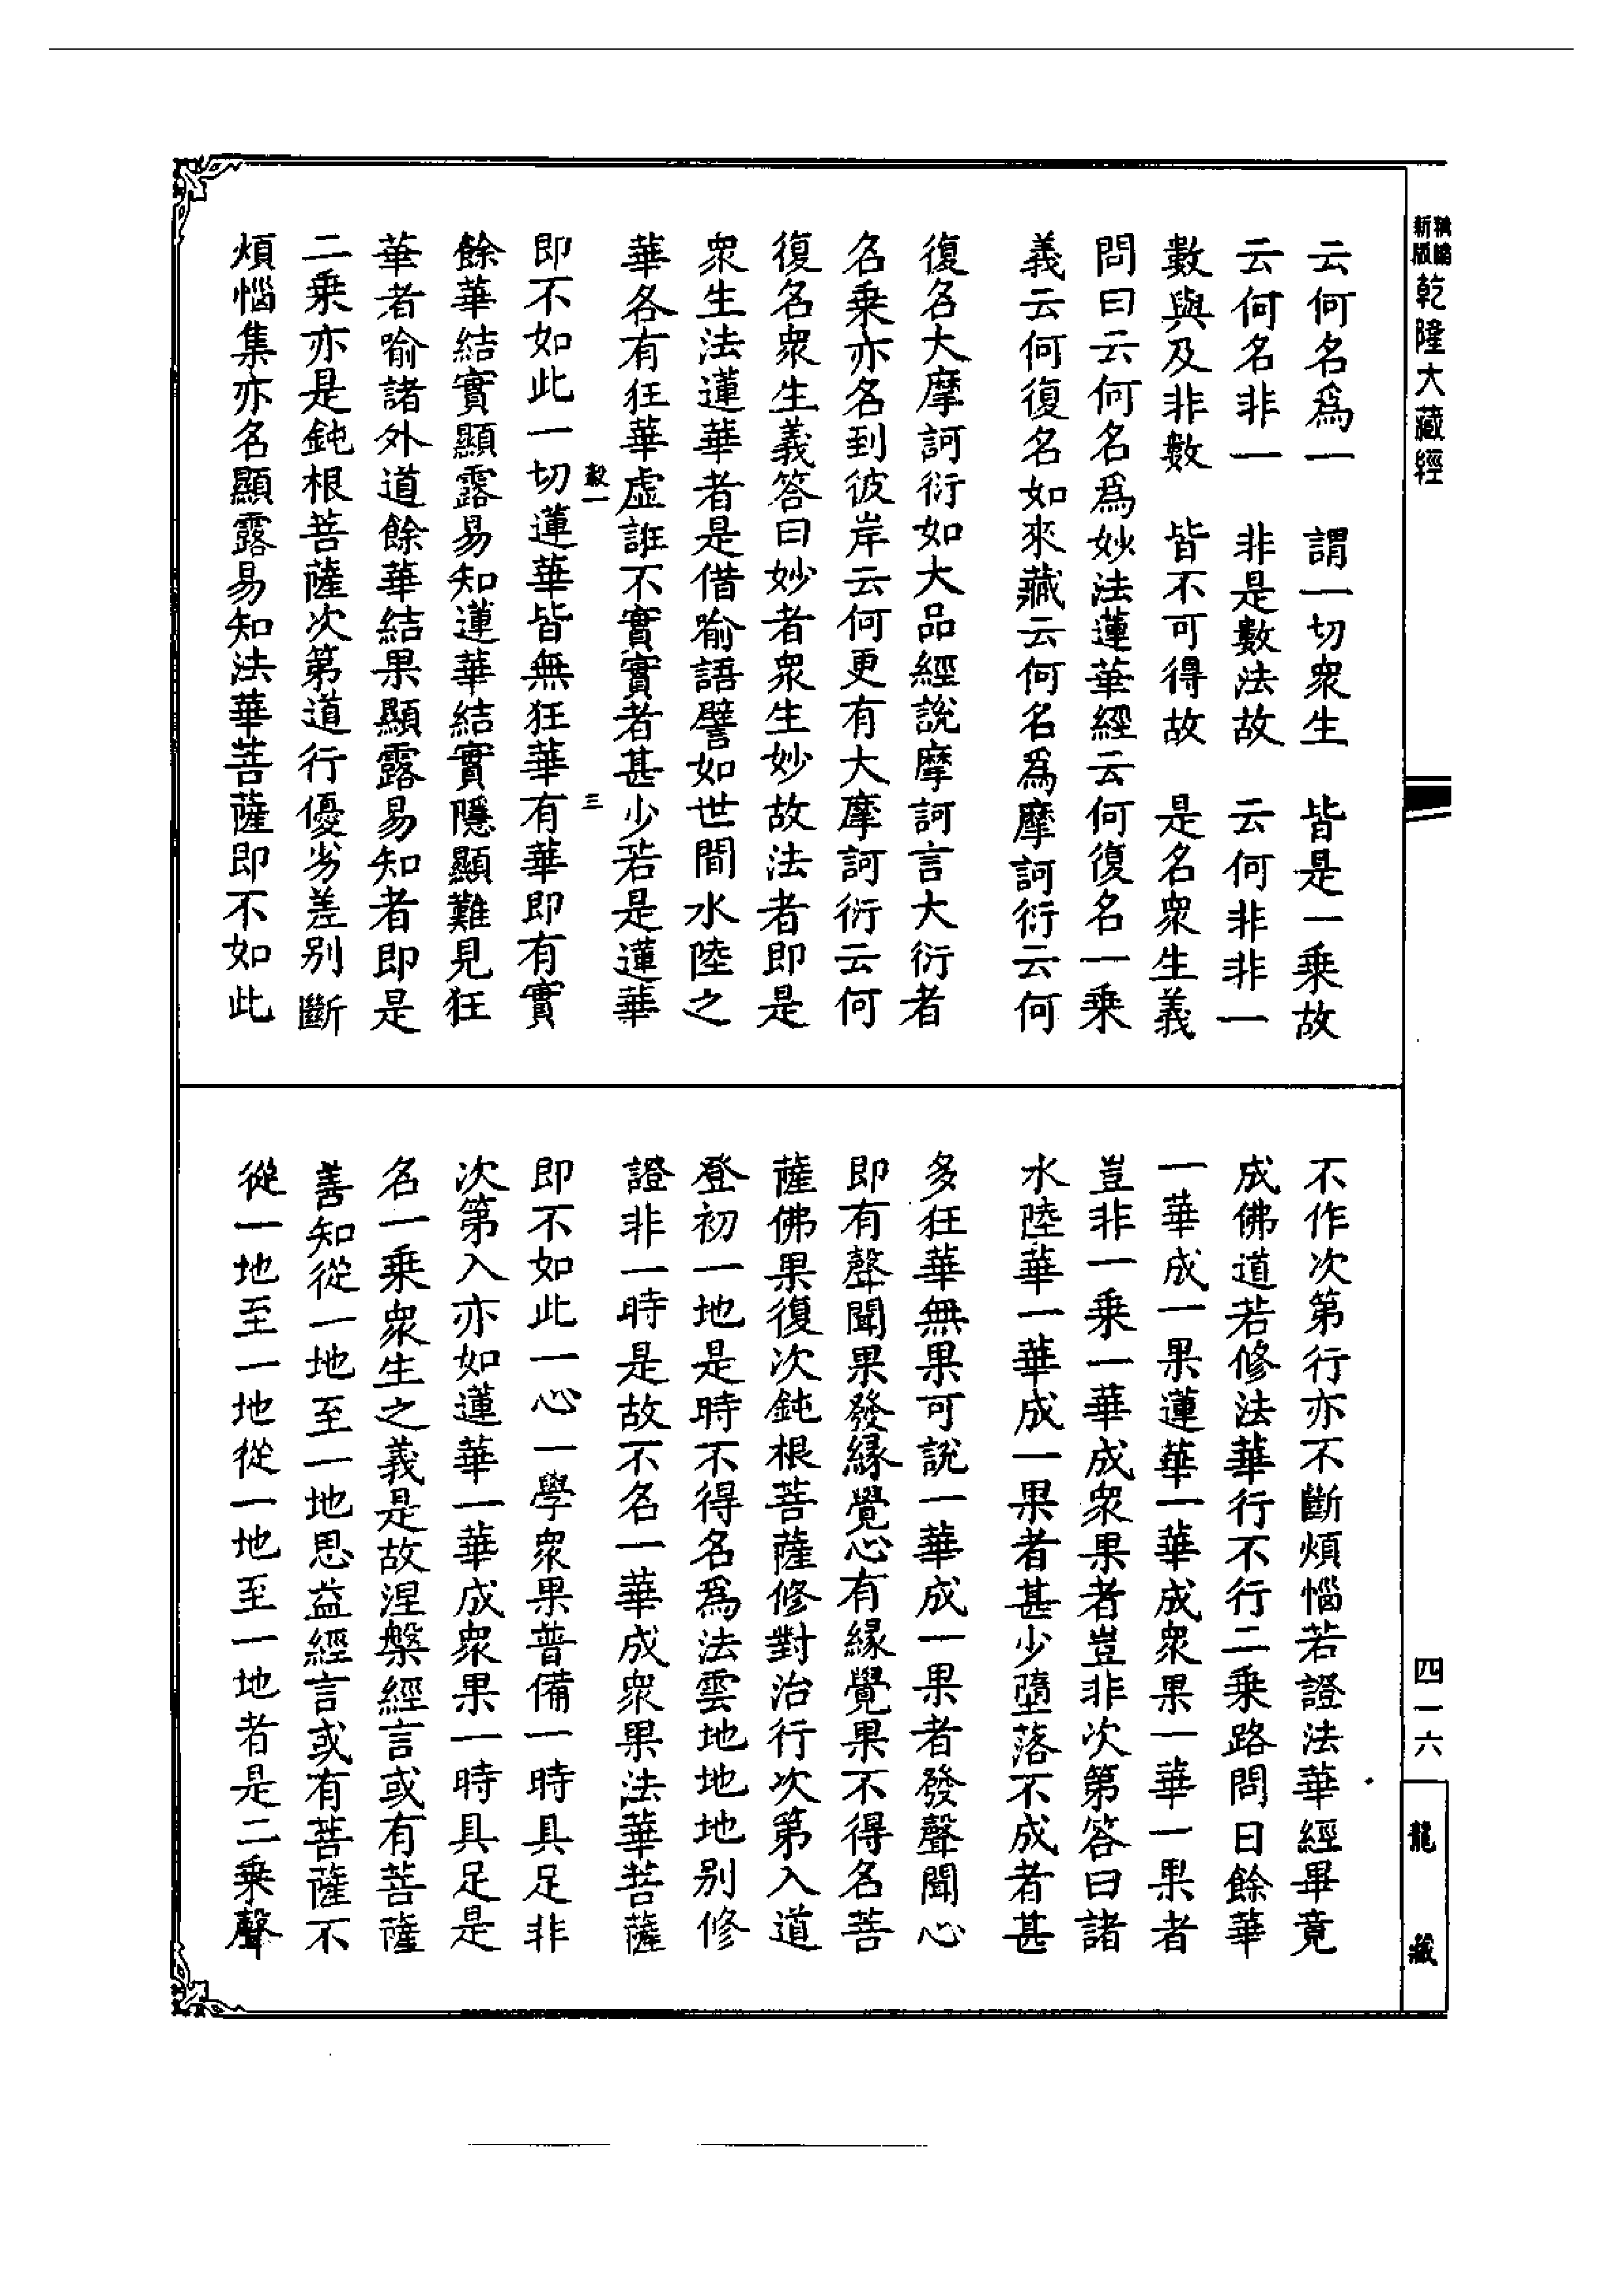 新編
新版
乾隆大藏經
云何名爲一　謂一切衆生　皆是一乘故
云何名非一　非是數法故　云何非非一
數與及非數　皆不可得故　是名衆生義
問曰云何名爲妙法蓮華經云何復名一乘
義云何復名如來藏云何名爲摩訶衍云何
復名大摩訶衍如大品經說摩訶言大衍者
名乘亦名到彼岸云何更有大摩訶衍云何
復名衆生義答曰妙者衆生妙故法者即是
衆生法蓮華者是借喻語譬如世間水陸之
華各有狂華虛誑不實實者甚少若是蓮華
穀一
三
即不如此一切蓮華皆無狂華有華即有實
餘華結實顯露易知蓮華結實隱顯難見狂
華者喻諸外道餘華結果顯露易知者即是
二乘亦是鈍根菩薩次第道行優劣差別斷
煩惱集亦名顯露易知法華菩薩即不如此
不作次第行亦不斷煩惱若證法華經畢竟
成佛道若修法華行不行二乘路問曰餘華
一華成一果蓮華一華成衆果一華一果者
豈非一乘一華成衆果者豈非次第答曰諸
水陸華一華成一果者甚少墮落不成者甚
多狂華無果可說一華成一果者發聲聞心
即有聲聞果發緣覺心有緣覺果不得名菩
薩佛果復次鈍根菩薩修對治行次第入道
登初一地是時不得名爲法雲地地地別修
證非一時是故不名一華成衆果法華菩薩
即不如此一心一學衆果普備一時具足非
次第入亦如蓮華一華成衆果一時具足是
名一乘衆生之義是故涅槃經言或有菩薩
善知從一地至一地思益經言或有菩薩不
從一地至一地從一地至一地者是二乘聲
四一六
龍藏